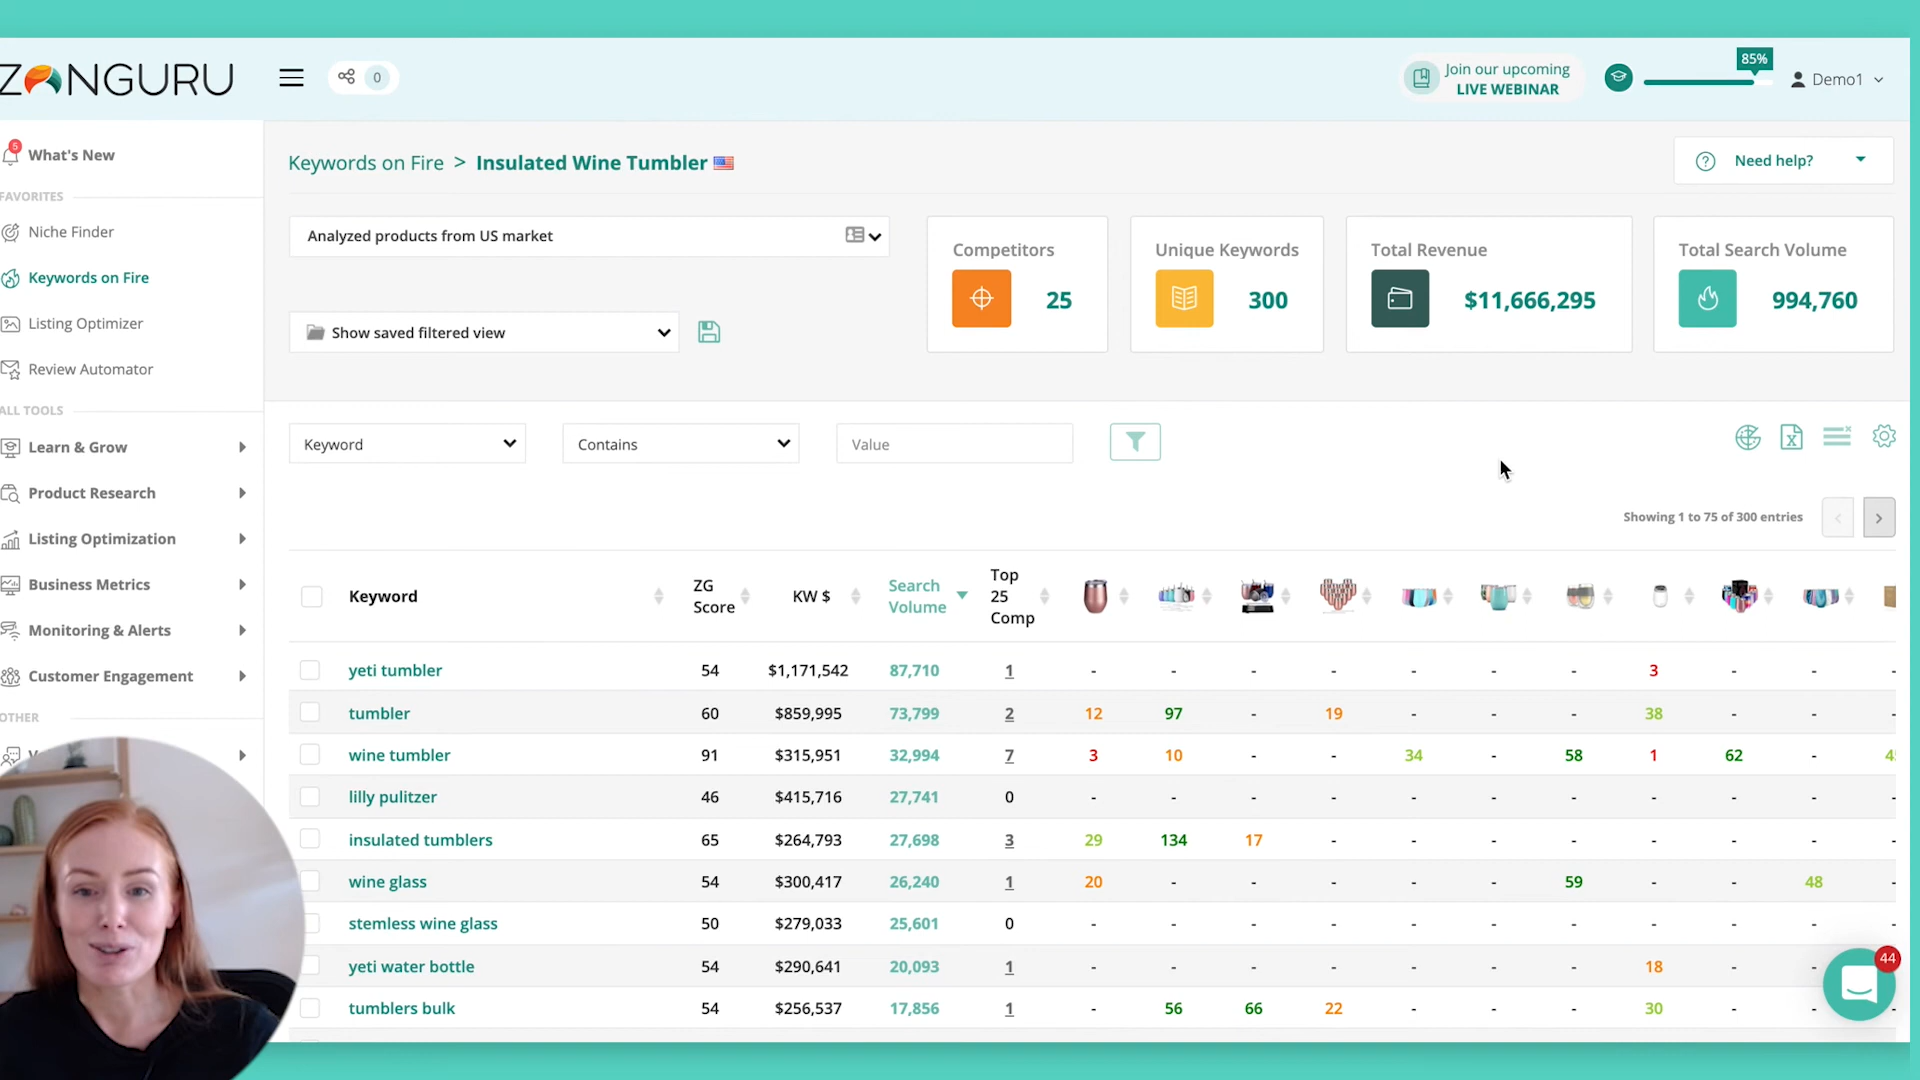 ZONGURU
0
Join our upcoming
LIVE WEBINAR
85%
Demo1
5
What's New
FAVORITES
Niche Finder
Keywords on Fire
Listing Optimizer
Review Automator
ALL TOOLS
Learn & Grow
Product Research
Listing Optimization
Business Metrics
Monitoring & Alerts
Customer Engagement
OTHER
Keywords on Fire > Insulated Wine Tumbler
Need help?
Analyzed products from US market
Show saved filtered view
Competitors
25
Unique Keywords
300
Total Revenue
$11,666,295
Total Search Volume
994,760
Keyword
Contains
Value
Showing 1 to 75 of 300 entries
Keyword ZG Score KW $ Search Volume Top 25 Comp
yeti tumbler 54 $1,171,542 87,710 1 - - - - - - - 3 - - -
tumbler 60 $859,995 73,799 2 12 97 - 19 - - - 38 - - -
wine tumbler 91 $315,951 32,994 7 3 10 - - 34 - 58 1 62 -
lilly pulitzer 46 $415,716 27,741 0 - - - - - - - - - - -
insulated tumblers 65 $264,793 27,698 3 29 134 17 - - - - - - - -
wine glass 54 $300,417 26,240 1 20 - - - - - 59 - - 48 -
stemless wine glass 50 $279,033 25,601 0 - - - - - - - - - - -
yeti water bottle 54 $290,641 20,093 1 - - - - - - - 18 - - -
tumblers bulk 54 $256,537 17,856 1 - 56 66 22 - - - 30 - -
44